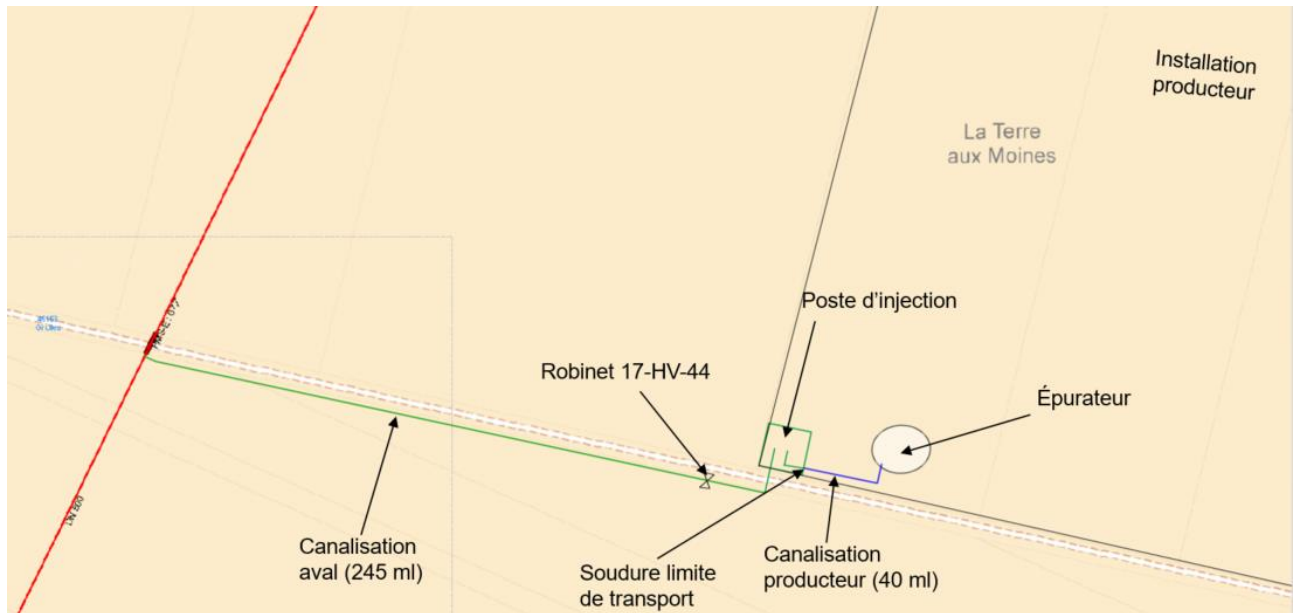 Installation
producteur
La Terre
aux Moines
Poste d'injection
Robinet 17-HV-44
Épurateur
DN 800
Canalisation
aval (245 ml)
Soudure limite
de transport
Canalisation
producteur (40 ml)